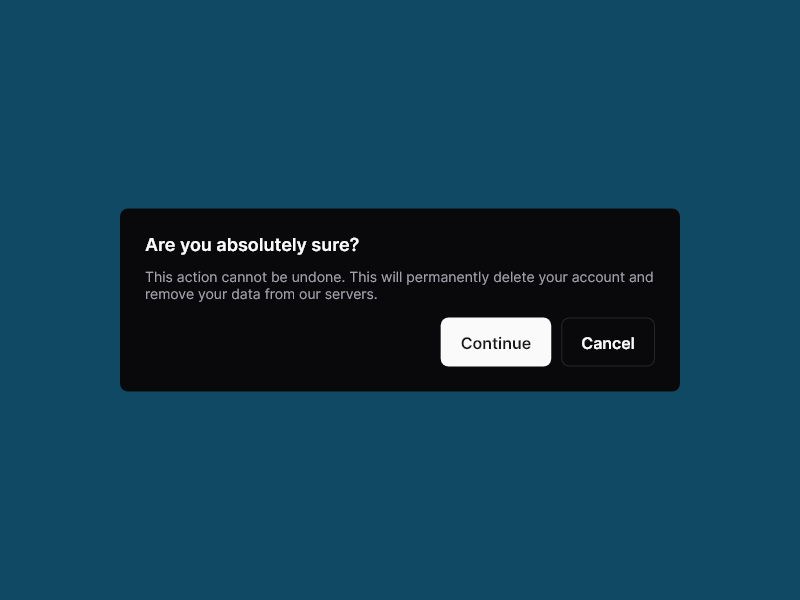 Are you absolutely sure?
This action cannot be undone. This will permanently delete your account and
remove your data from our servers.
Continue
Cancel